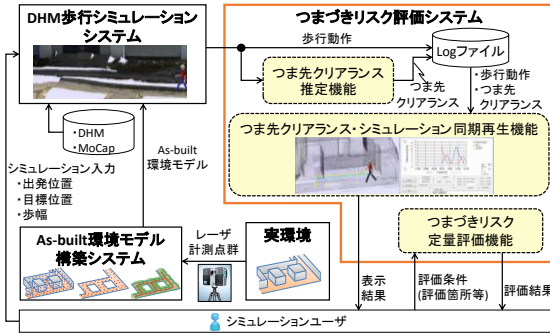 DHM歩行シミュレーション
システム
・DHM
・MoCap
As-built
環境モデル
シミュレーション入力
・出発位置
・目標位置
・歩幅
As-built環境モデル
構築システム
レーザ
計測点群
実環境
つまづきリスク評価システム
歩行動作
Logファイル
つま先クリアランス
推定機能
つま先
クリアランス
・歩行動作
・つま先
クリアランス
つま先クリアランス・シミュレーション同期再生機能
つまづきリスク
定量評価機能
表示
結果
評価条件
(評価箇所等)
評価結果
シミュレーションユーザ